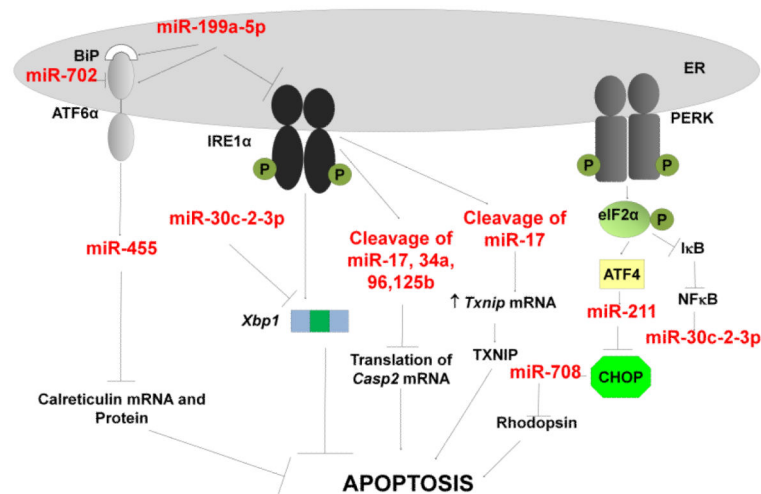 miR-199a-5p
BiP
miR-702
ER
ATF6α
PERK
IRE1α
P
P
P
P
eIF2α
P
miR-30c-2-3p
Cleavage of
miR-17
Cleavage of
miR-17, 34a,
96,125b
miR-455
IκB
ATF4
↑ Txnip mRNA
NFκB
miR-211
Xbp1
miR-30c-2-3p
Translation of
Casp2 mRNA
TXNIP
miR-708
CHOP
Calreticulin mRNA and
Protein
Rhodopsin
APOPTOSIS